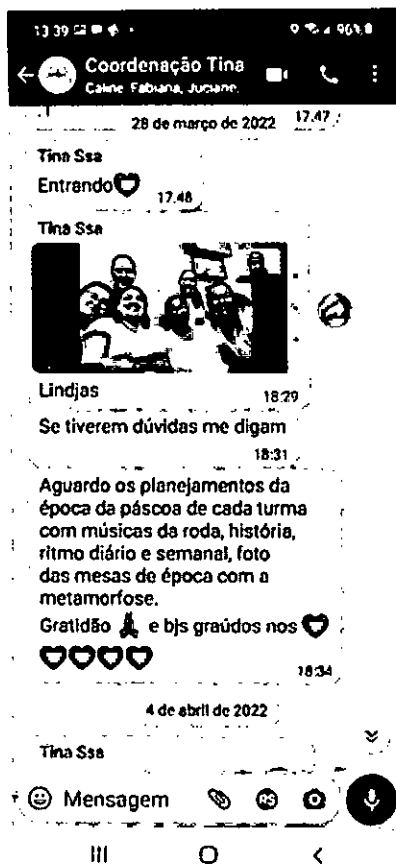 13:39
96%
Coordenação Tina
Caline, Fabiana, Juciane,
17:47
28 de março de 2022
Tina Ssa
Entrando
17:48
Tina Ssa
Lindjas
18:29
Se tiverem dúvidas me digam
18:31
Aguardo os planejamentos da
época da páscoa de cada turma
com músicas da roda, história,
ritmo diário e semanal, foto
das mesas de época com a
metamorfose.
Gratidão 🙏 e bjs graúdos nos
18:34
4 de abril de 2022
Tina Ssa
Mensagem
R$